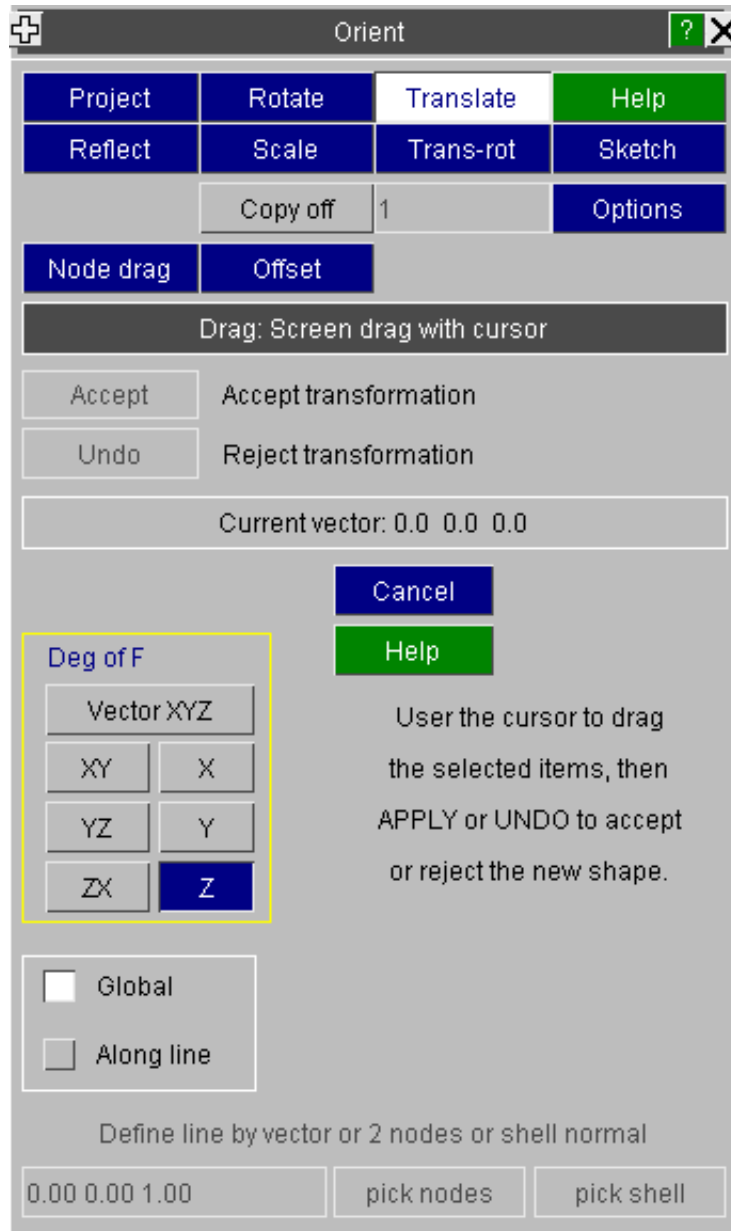 Orient ?
Project Rotate Translate Help
Reflect Scale Trans-rot Sketch
Copy off 1 Options
Node drag Offset
Drag: Screen drag with cursor
Accept Accept transformation
Undo Reject transformation
Current vector: 0.0 0.0 0.0
Cancel
Help
Deg of F
Vector XYZ
XY X
YZ Y
ZX Z
User the cursor to drag
the selected items, then
APPLY or UNDO to accept
or reject the new shape.
Global
Along line
Define line by vector or 2 nodes or shell normal
0.00 0.00 1.00 pick nodes pick shell